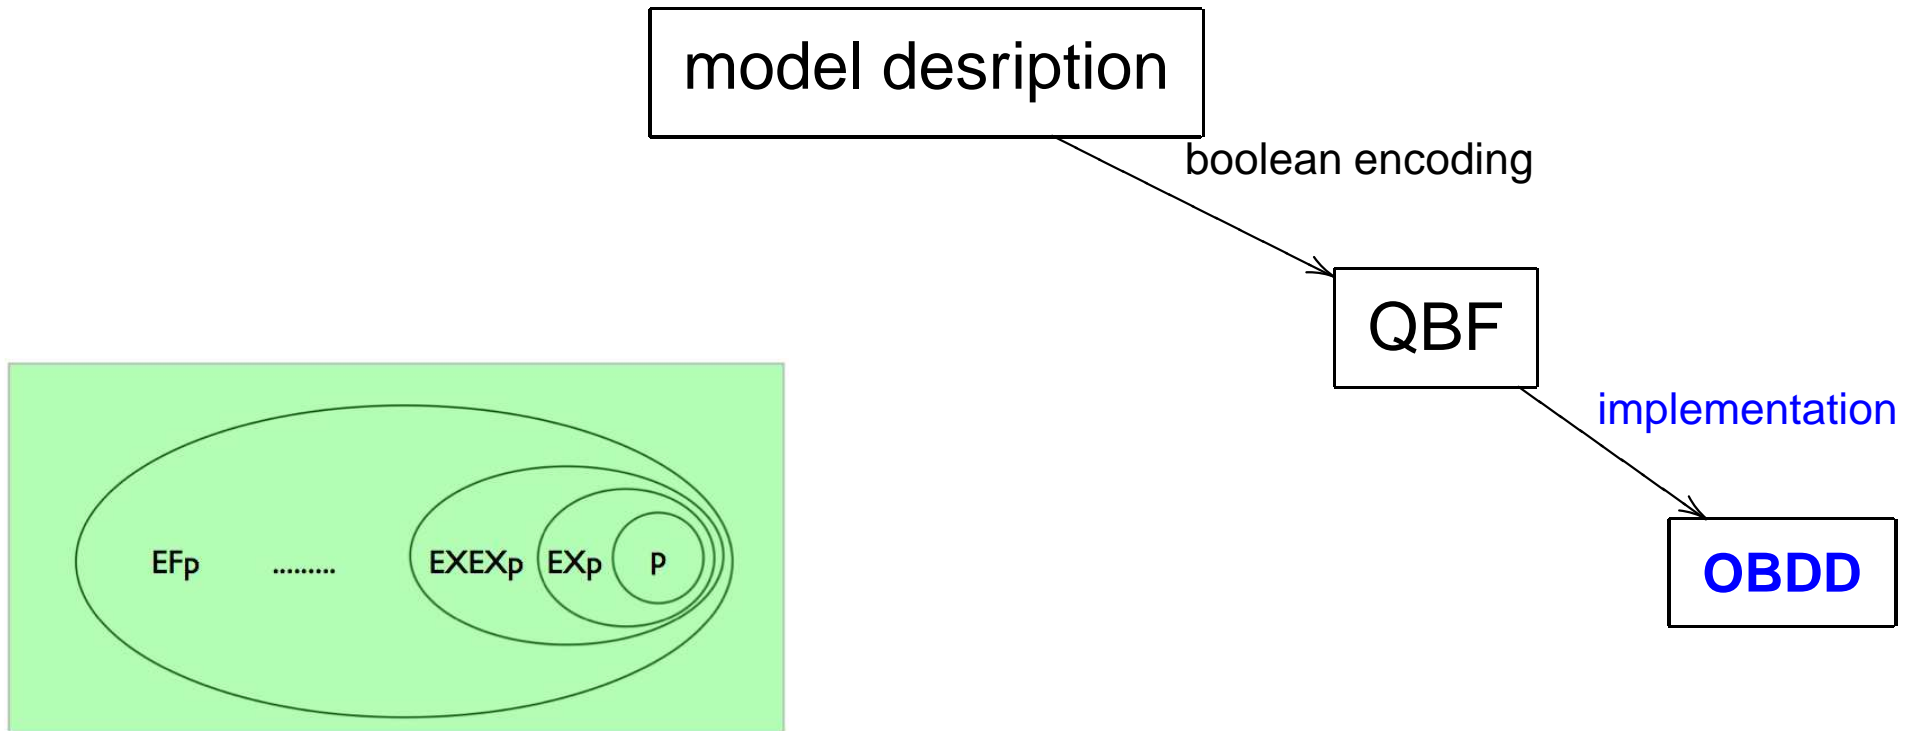 model desription
boolean encoding
QBF
implementation
OBDD
EFp ......... EXEXp EXp p